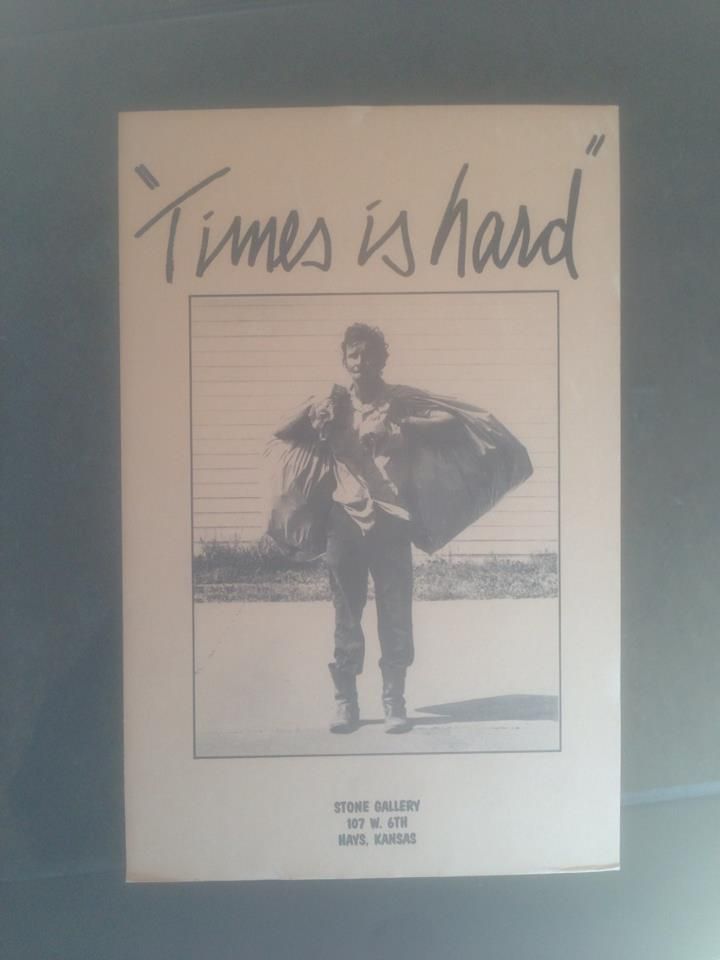 "Times is hard"
STONE GALLERY
107 W. 6TH
HAYS, KANSAS